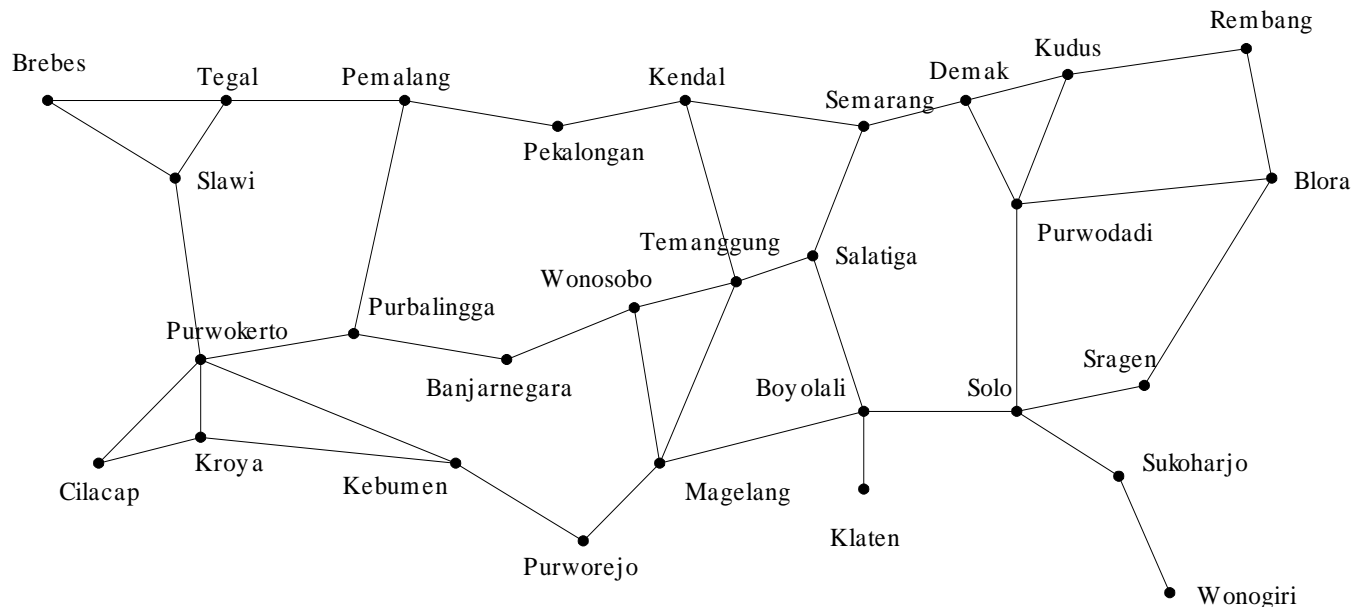 Rembang
Kudus
Brebes
Tegal
Pemalang
Kendal
Demak
Semarang
Pekalongan
Slawi
Blora
Purwodadi
Temanggung
Salatiga
Wonosobo
Purbalingga
Purwokerto
Sragen
Banjarnegara
Boyolali
Solo
Sukoharjo
Kroya
Cilacap
Kebumen
Magelang
Klaten
Purworejo
Wonogiri